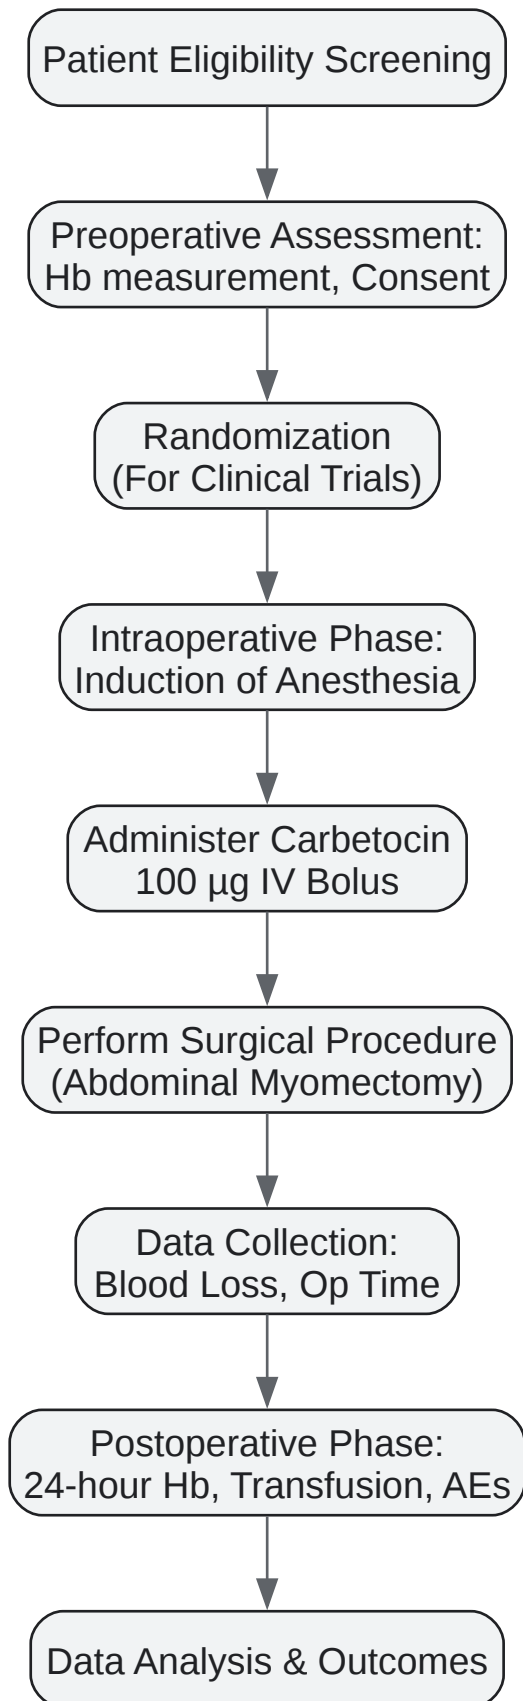 Patient Eligibility Screening
Preoperative Assessment:
Hb measurement, Consent
Randomization
(For Clinical Trials)
Intraoperative Phase:
Induction of Anesthesia
Administer Carbetocin
100 µg IV Bolus
Perform Surgical Procedure
(Abdominal Myomectomy)
Data Collection:
Blood Loss, Op Time
Postoperative Phase:
24-hour Hb, Transfusion, AEs
Data Analysis & Outcomes